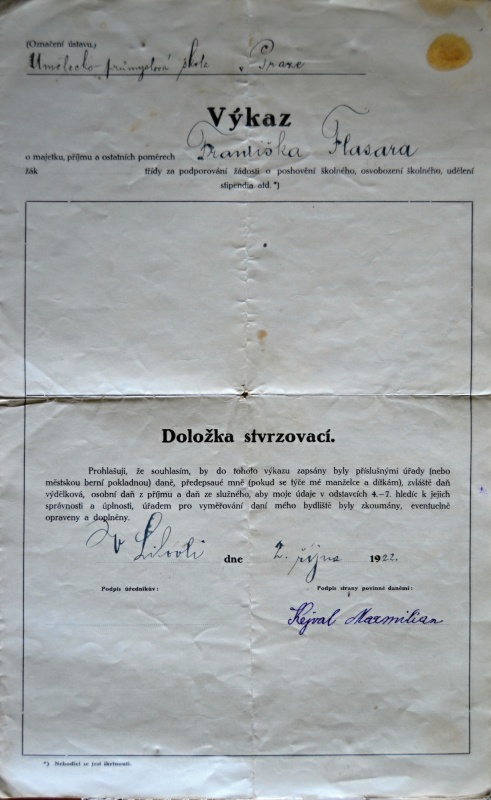 (Označení ústavu.)
Umělecko-průmyslová škola v Praze
Výkaz
o majetku, příjmu a ostatních poměrech Františka Flasara
žák třídy za podporování žádosti o poshovění školného, osvobození školného, udělení
stipendia atd. *)
Doložka stvrzovací.
Prohlašuji, že souhlasím, by do tohoto výkazu zapsány byly příslušnými úřady (nebo
městskou berní pokladnou) daně, předepsané mně (pokud se týče mé manželce a dítkám), zvláště daň
výdělková, osobní daň z příjmu a daň ze služného, aby moje údaje v odstavcích 4.–7. hledíc k jejich
správnosti a úplnosti, úřadem pro vyměřování daní mého bydliště byly zkoumány, eventuelně
opraveny a doplněny.
V dne 2. října 1922.
Podpis úředníkův: Podpis strany povinné daněmi:
Kejval Maxmilian
*) Nehodící se jest škrtnouti.